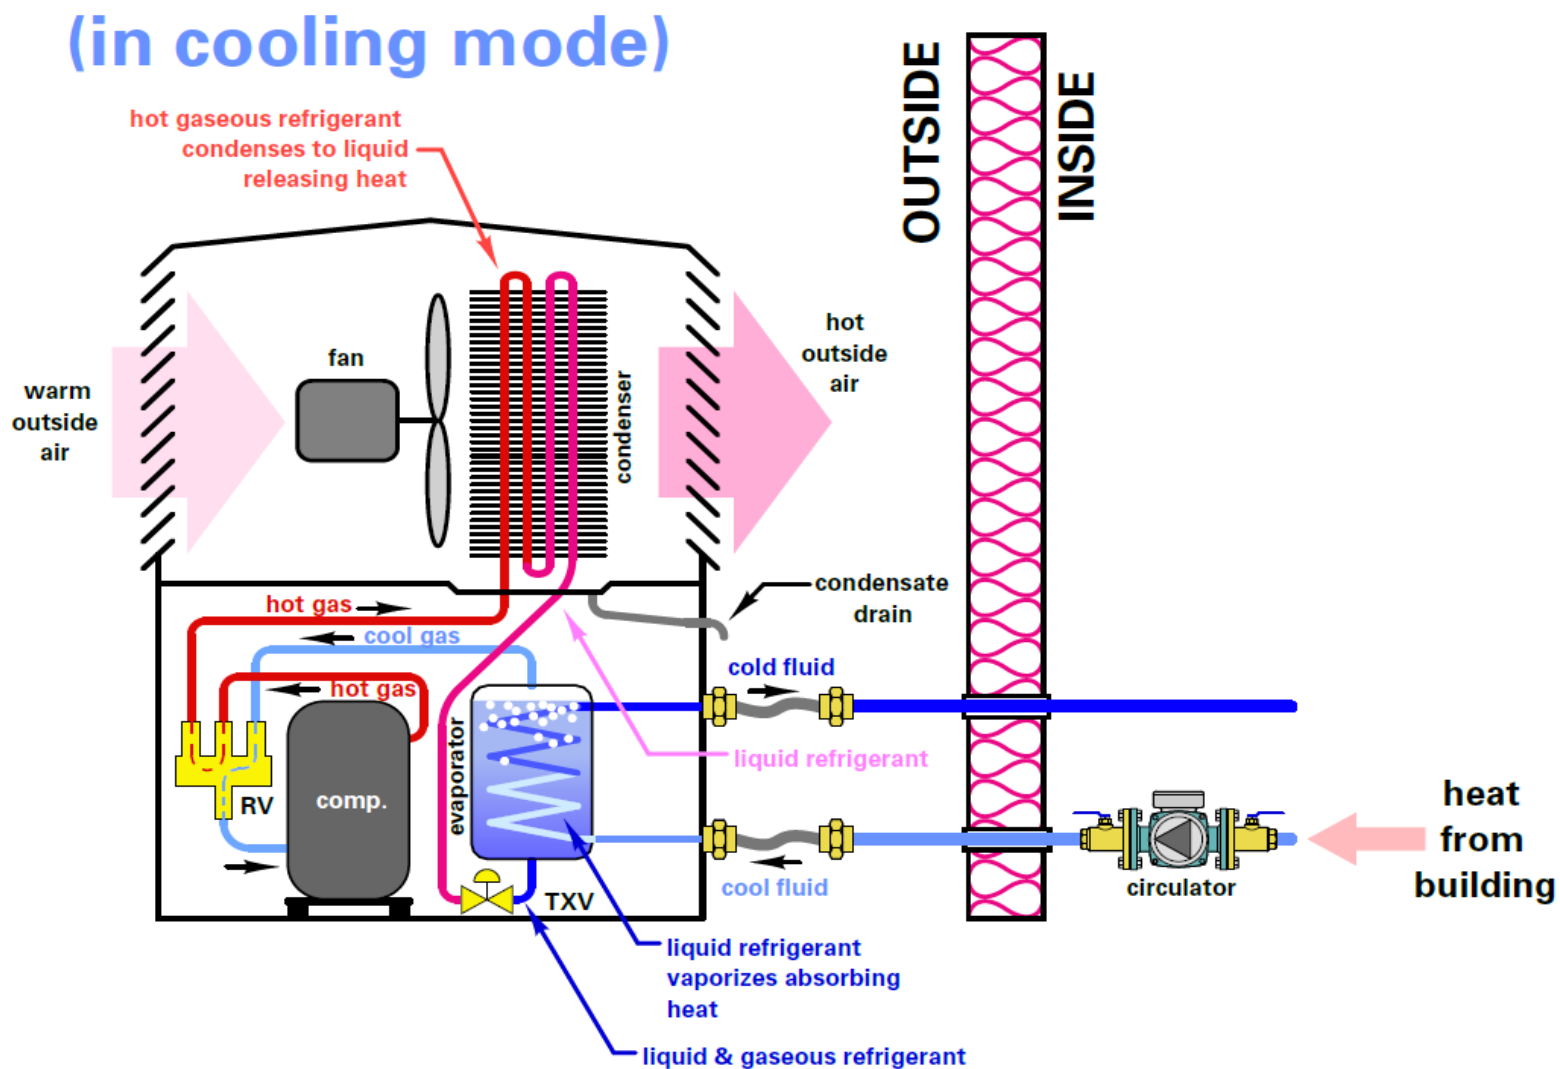 (in cooling mode)
OUTSIDE
INSIDE
hot gaseous refrigerant
condenses to liquid
releasing heat
hot
outside
air
fan
warm
outside
air
condenser
condensate
drain
hot gas
cool gas
hot gas
cold fluid
evaporator
liquid refrigerant
comp.
RV
heat
from
building
cool fluid
circulator
TXV
liquid refrigerant
vaporizes absorbing
heat
liquid & gaseous refrigerant